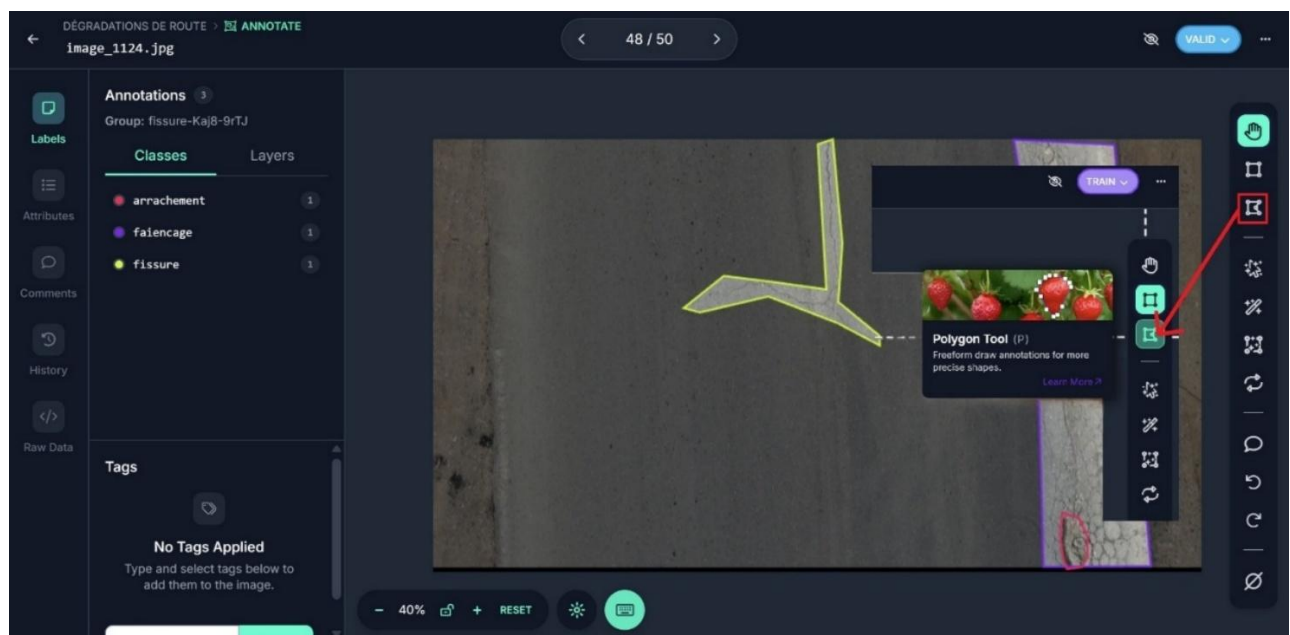 DÉGRADATIONS DE ROUTE > ANNOTATE
image_1124.jpg
48 / 50
VALID
Labels
Attributes
Comments
History
Raw Data
Annotations 3
Group: fissure-Kaj8-9rTJ
Classes Layers
arrachement 1
faiencage 1
fissure 1
Tags
No Tags Applied
Type and select tags below to
add them to the image.
TRAIN
Polygon Tool (P)
Freeform draw annotations for more
precise shapes.
Learn More
40% RESET